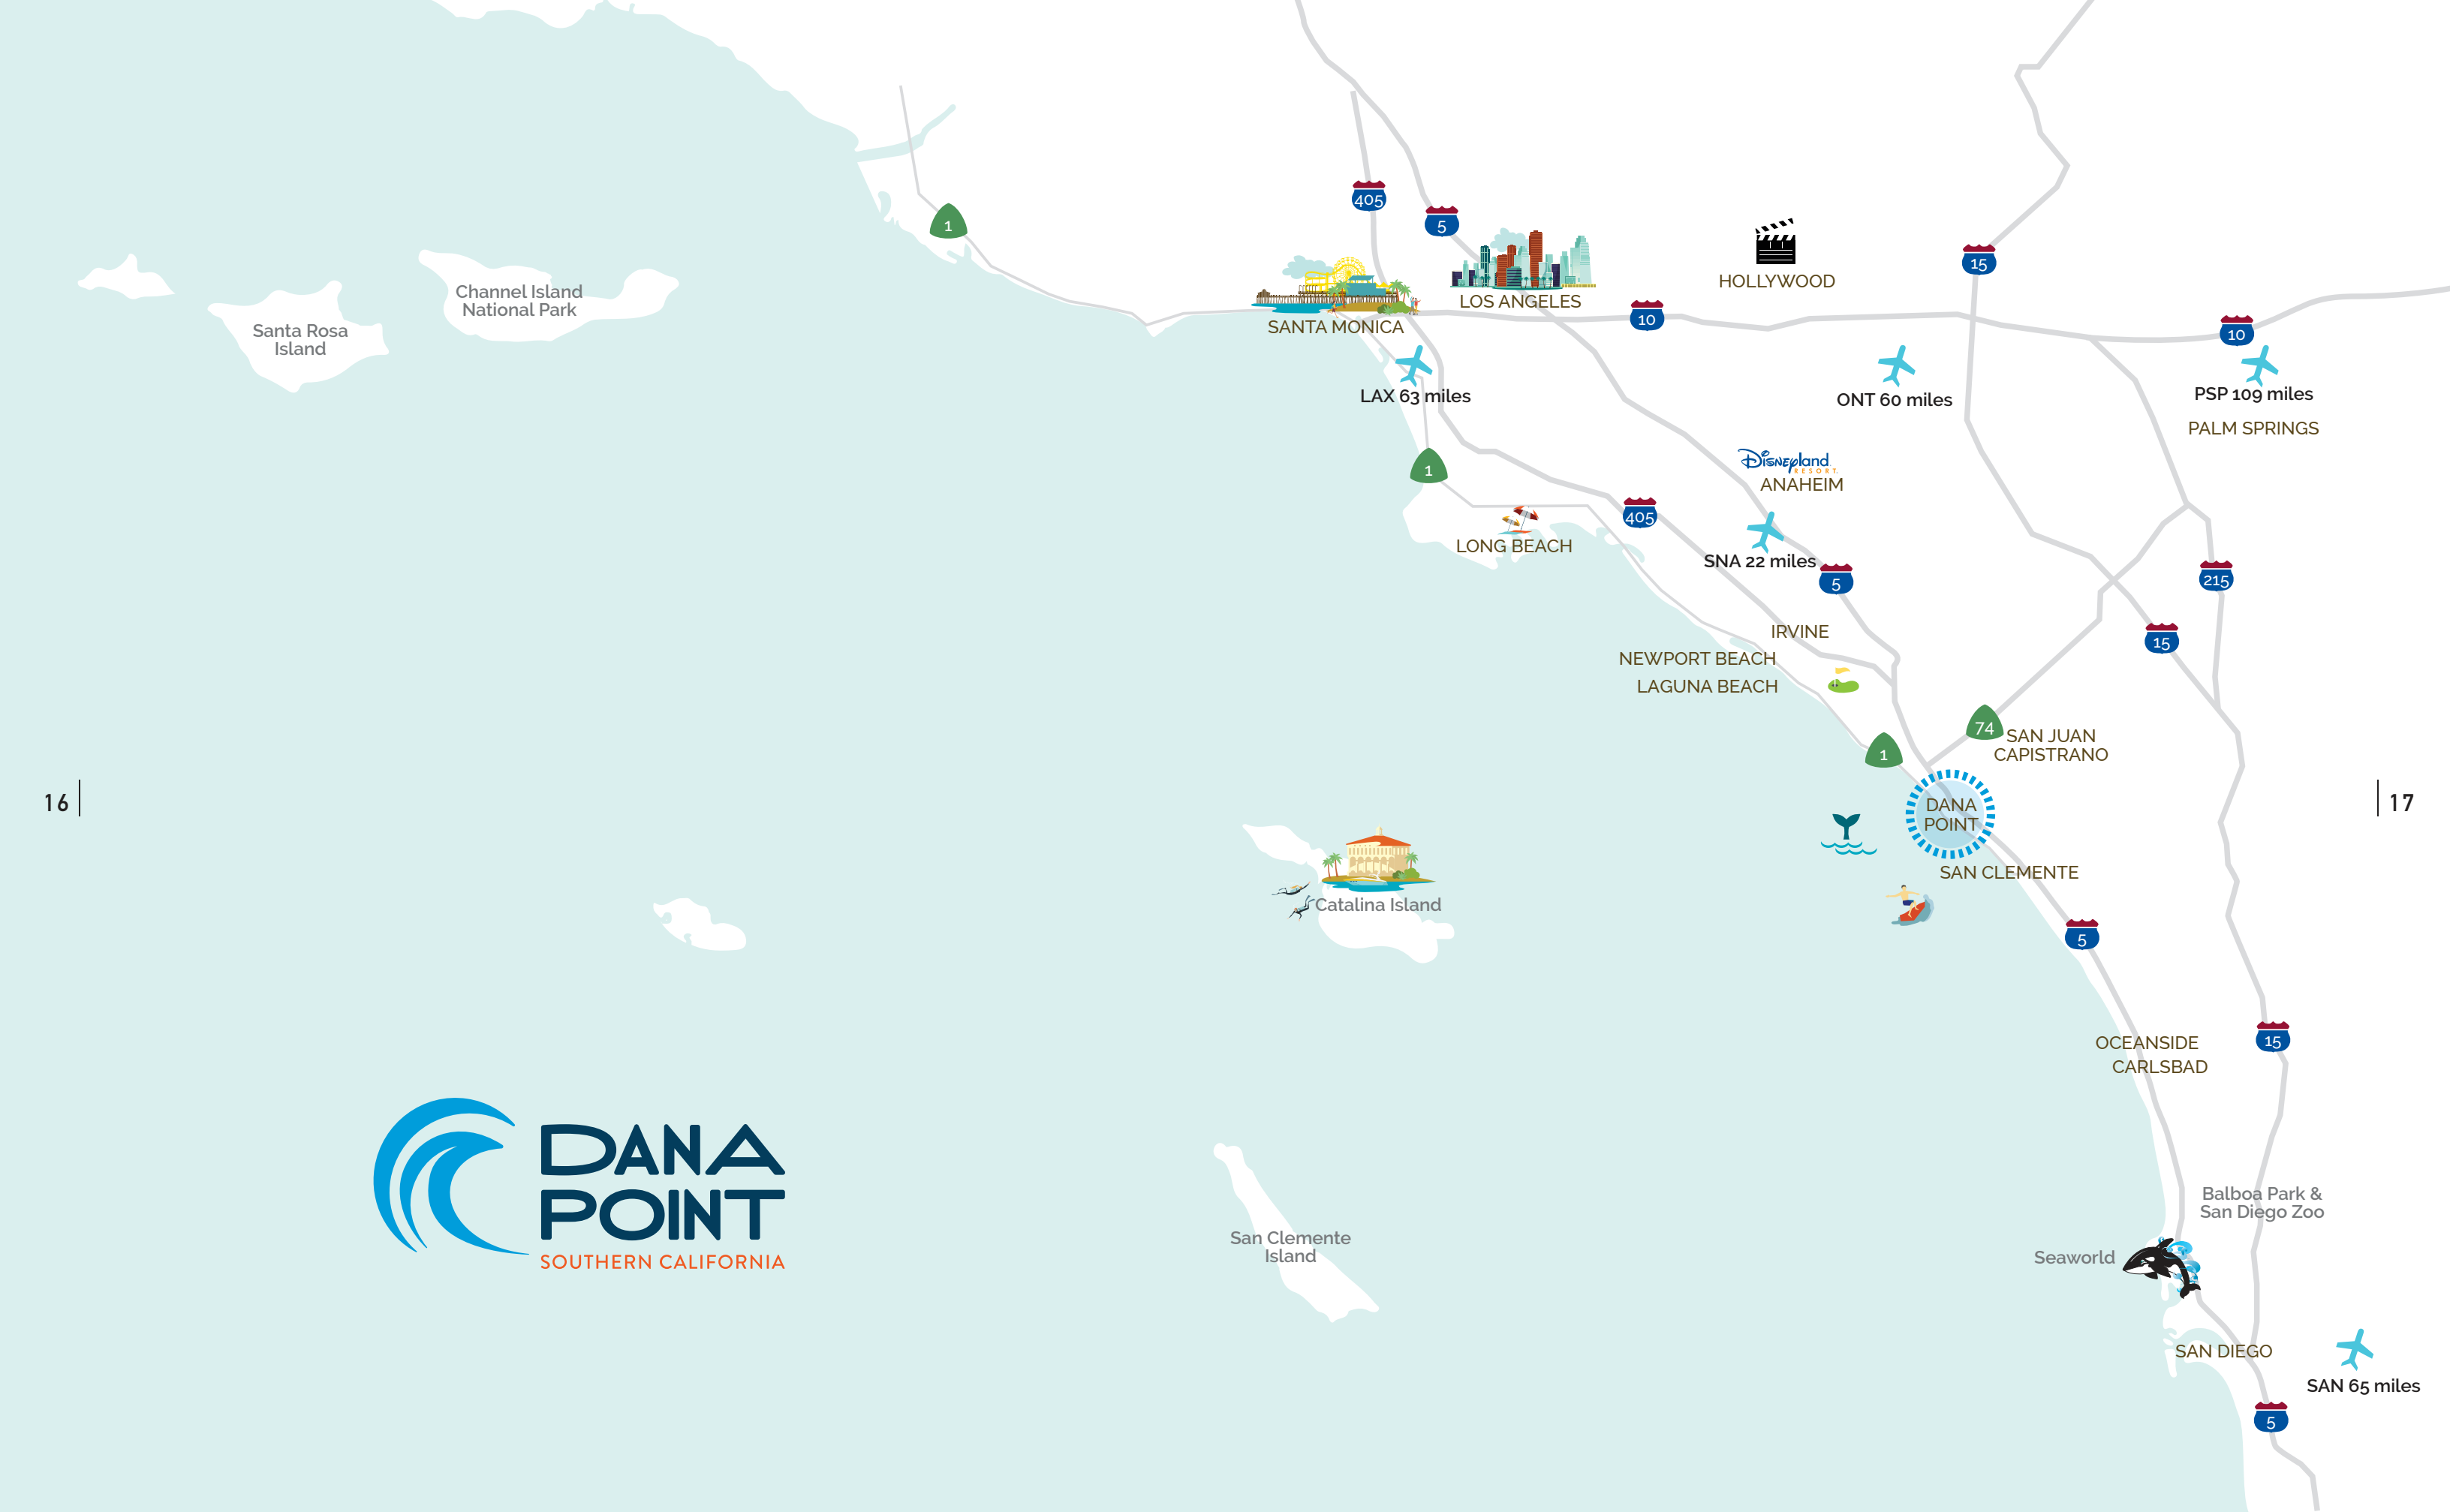 405
5
1
15
HOLLYWOOD
Channel Island
National Park
LOS ANGELES
10
10
SANTA MONICA
Santa Rosa
Island
LAX 63 miles
ONT 60 miles
PSP 109 miles
PALM SPRINGS
Disneyland
RESORT
ANAHEIM
1
405
LONG BEACH
SNA 22 miles
5
215
IRVINE
15
NEWPORT BEACH
LAGUNA BEACH
74
SAN JUAN
CAPISTRANO
1
16
17
DANA
POINT
SAN CLEMENTE
Catalina Island
5
OCEANSIDE
CARLSBAD
15
DANA
POINT
SOUTHERN CALIFORNIA
Balboa Park &
San Diego Zoo
San Clemente
Island
Seaworld
SAN DIEGO
SAN 65 miles
5